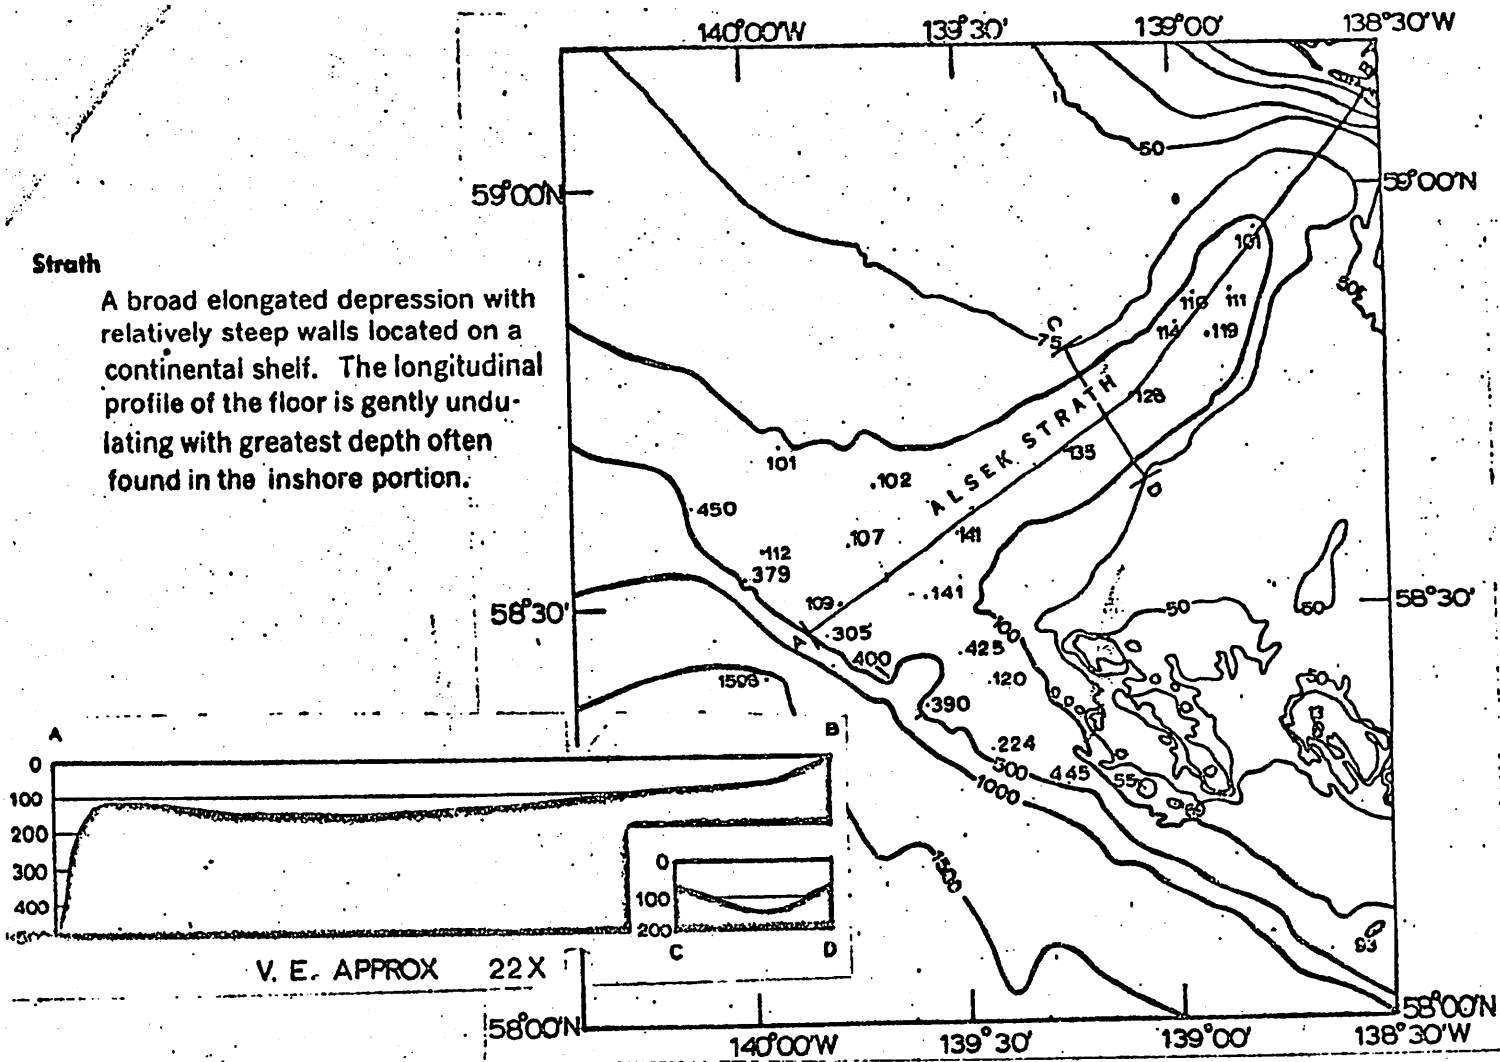 140°00'W 139°30' 139°00' 138°30'W
B
50
59°00'N 59°00'N
101
Strath
A broad elongated depression with
relatively steep walls located on a
continental shelf. The longitudinal
profile of the floor is gently undu-
lating with greatest depth often
found in the inshore portion.
50
110 111
114 119
C
75
128
ALSEK STRATH
135
101
102
D
450
107 141
112
379
141
109
58°30' 58°30'
50 50
A 305
100
400 425
120
1598
390
50
13
224
500 445
55
1000
1500
93
A B
0
100
200
300
400
0
100
200
C D
V. E. APPROX 22X
58°00'N 58°00'N
140°00'W 139°30' 139°00' 138°30'W